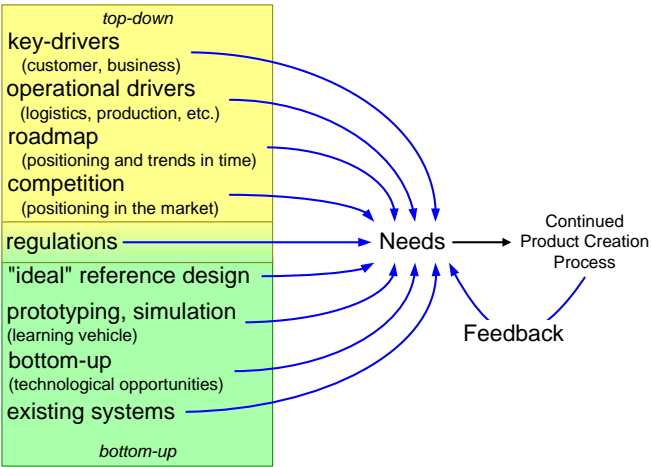 top-down
key-drivers
(customer, business)
operational drivers
(logistics, production, etc.)
roadmap
(positioning and trends in time)
competition
(positioning in the market)
regulations
"ideal" reference design
prototyping, simulation
(learning vehicle)
bottom-up
(technological opportunities)
existing systems
bottom-up
Needs
Continued
Product Creation
Process
Feedback